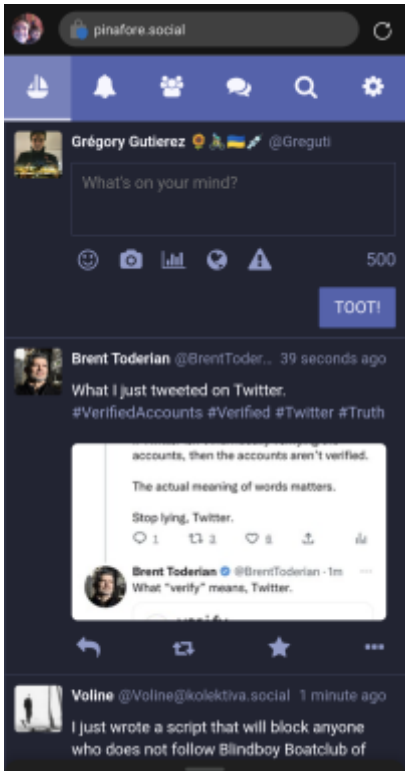 pinafore.social
Grégory Gutierez 🌻🚴🇺🇦💉 @Greguti
What's on your mind?
500
TOOT!
Brent Toderian @BrentToder.. 39 seconds ago
What I just tweeted on Twitter.
#VerifiedAccounts #Verified #Twitter #Truth
accounts, then the accounts aren't verified.
The actual meaning of words matters.
Stop lying, Twitter.
1 3 8
Brent Toderian @BrentToderian · 1m
What "verify" means, Twitter.
Voline @Voline@kolektiva.social 1 minute ago
I just wrote a script that will block anyone
who does not follow Blindboy Boatclub of